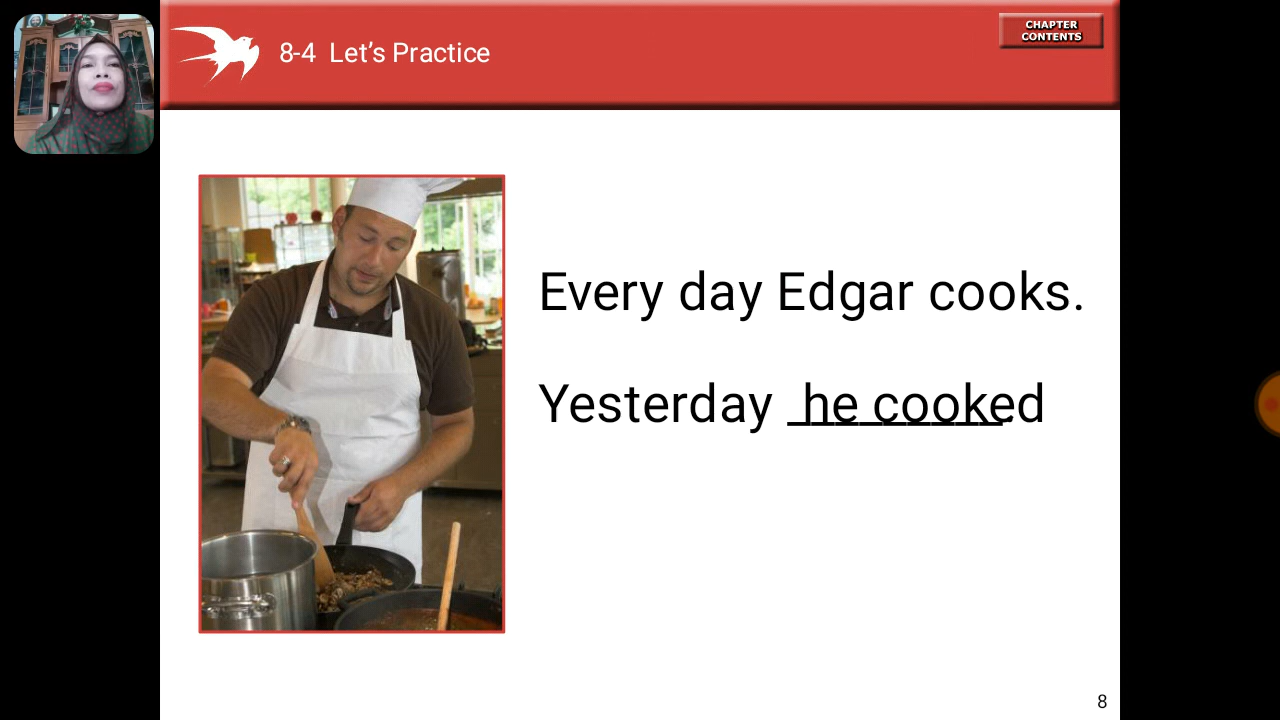 8-4 Let's Practice
CHAPTER
CONTENTS
Every day Edgar cooks.
Yesterday he cooked
8